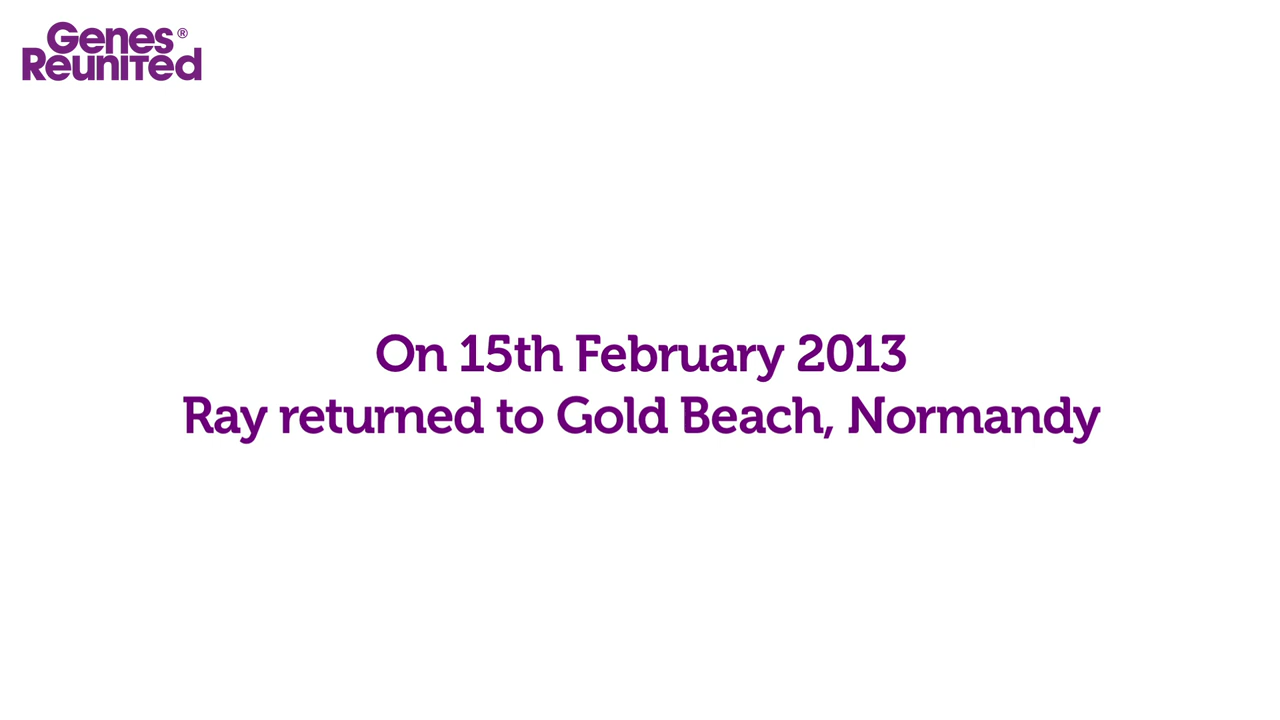 Genes®
Reunited
On 15th February 2013
Ray returned to Gold Beach, Normandy